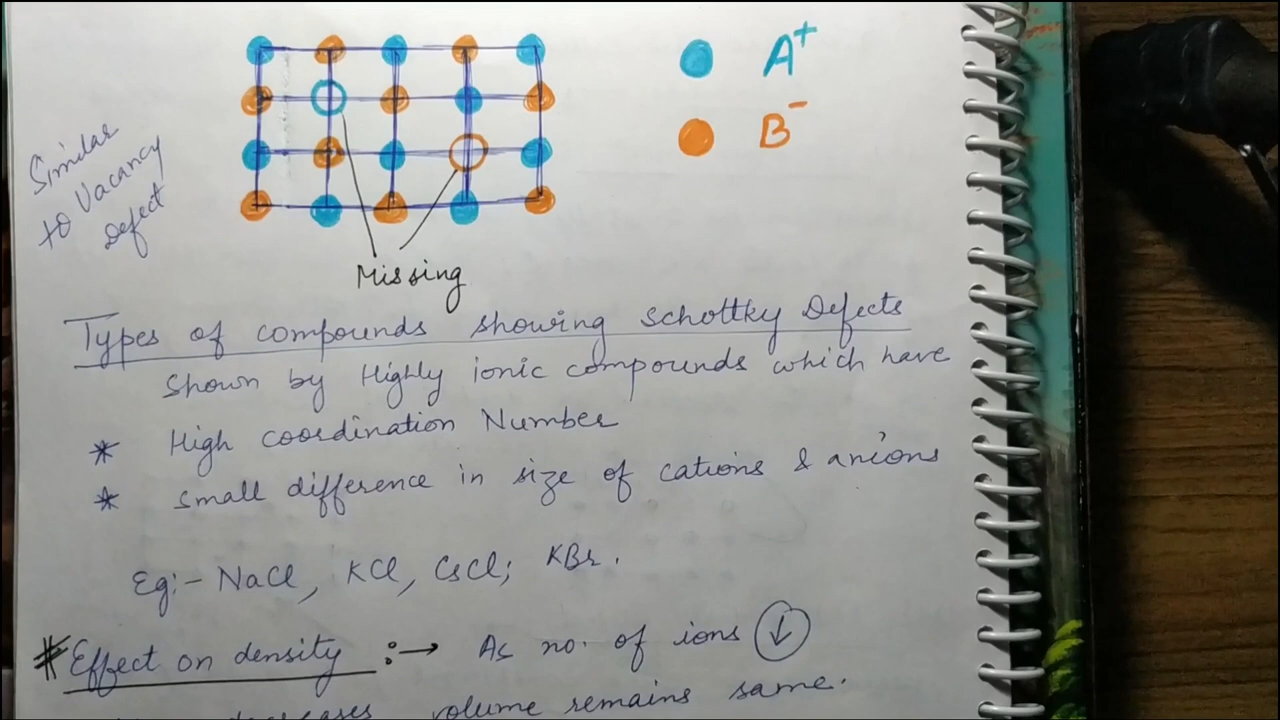 A+
B-
Similar
to Vacancy
Defect
Missing
Types of compounds showing Schottky Defects
Shown by Highly ionic compounds which have
* High coordination Number
* Small difference in size of cations & anions
Eg:- NaCl, KCl, CsCl; KBr.
# Effect on density :→ As no. of ions ↓
decreases volume remains same.